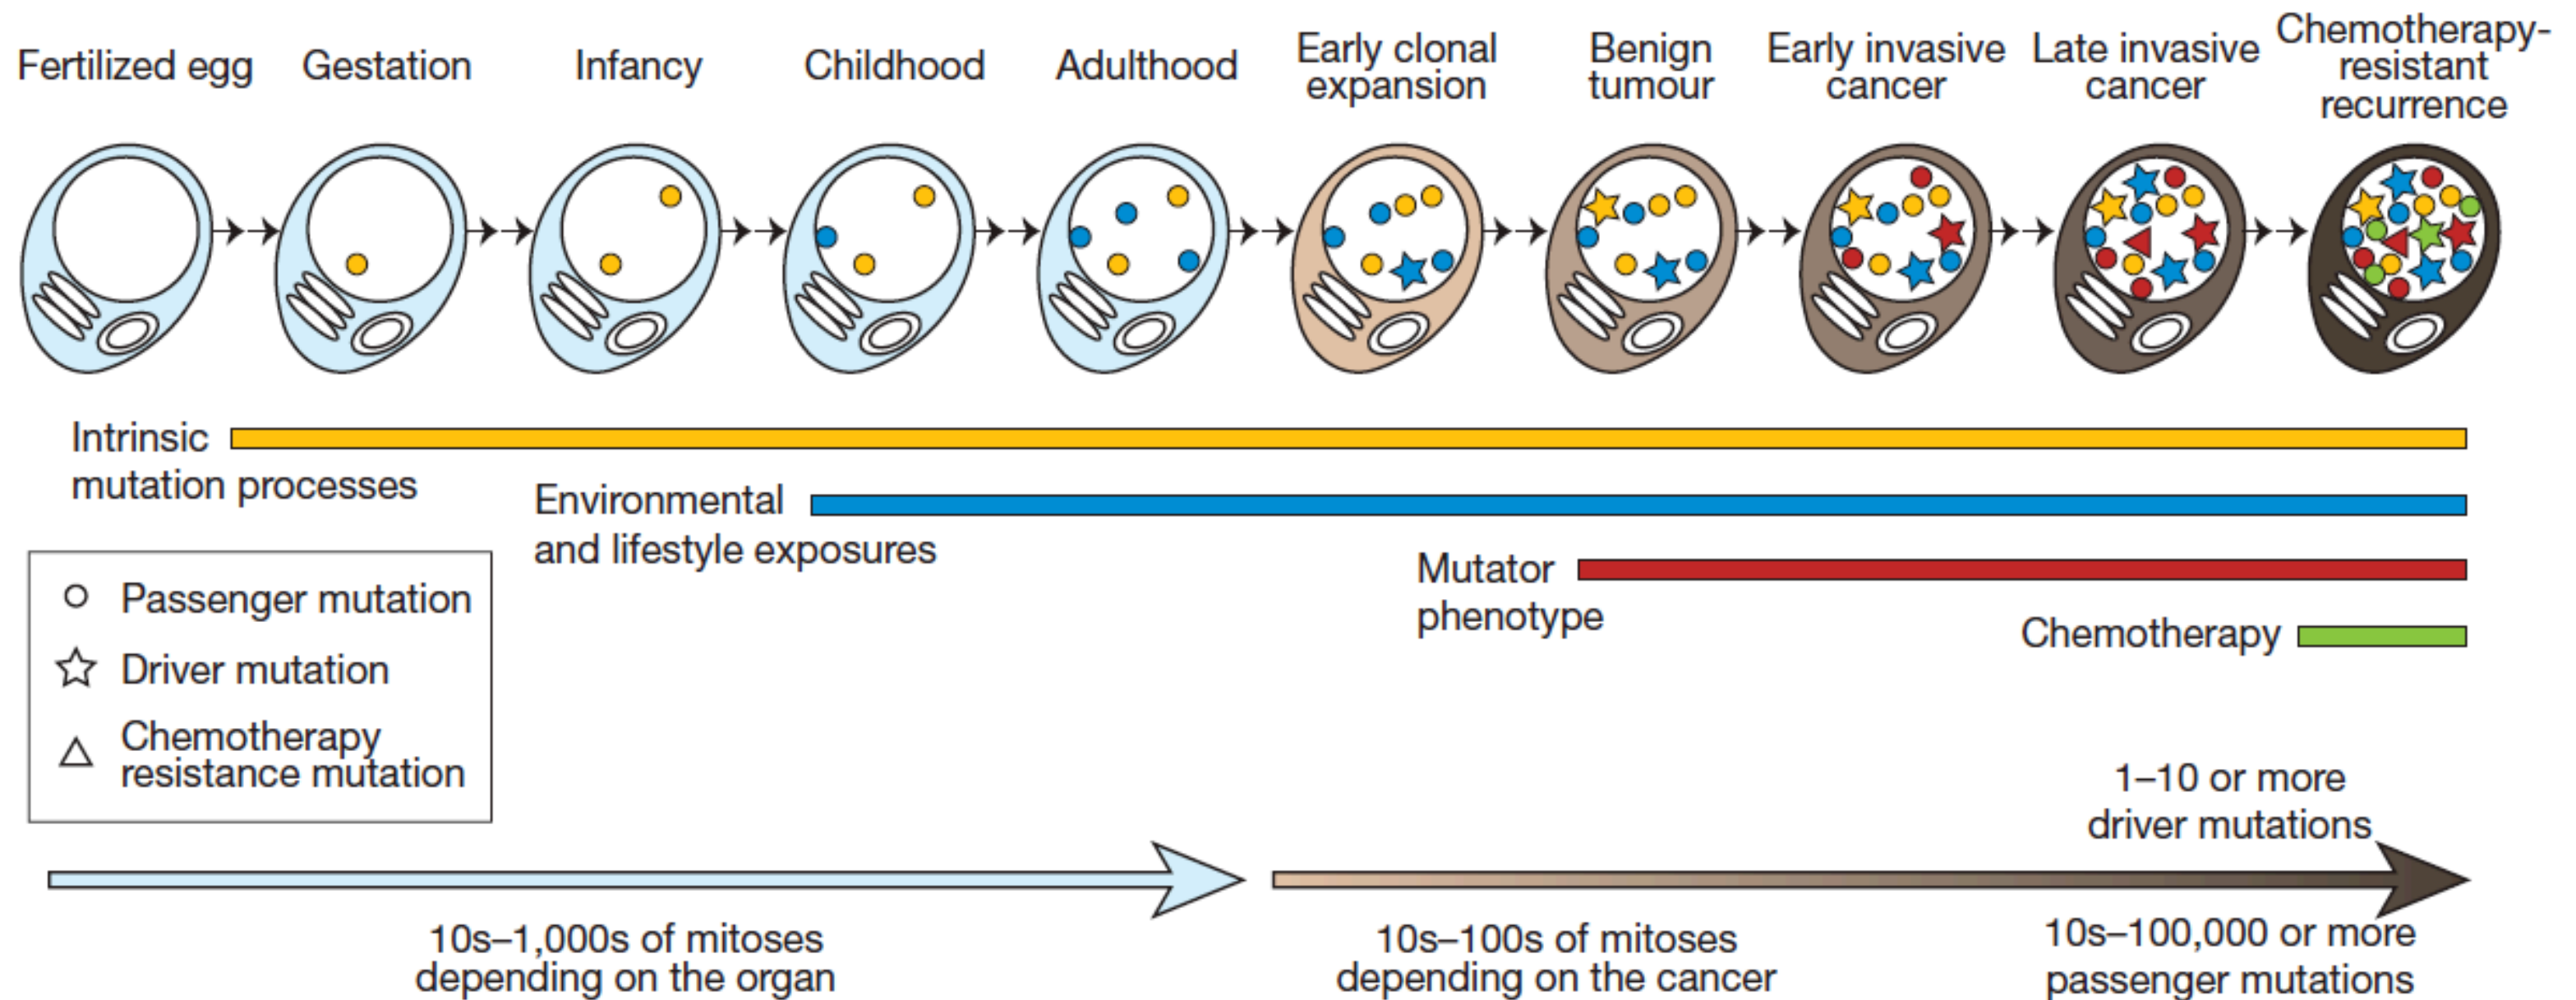 Fertilized egg
Gestation
Infancy
Childhood
Adulthood
Early clonal
expansion
Benign
tumour
Early invasive
cancer
Late invasive
cancer
Chemotherapy-
resistant
recurrence
Intrinsic
mutation processes
Environmental
and lifestyle exposures
Mutator
phenotype
Chemotherapy
Passenger mutation
Driver mutation
Chemotherapy
resistance mutation
1–10 or more
driver mutations
10s–1,000s of mitoses
depending on the organ
10s–100s of mitoses
depending on the cancer
10s–100,000 or more
passenger mutations